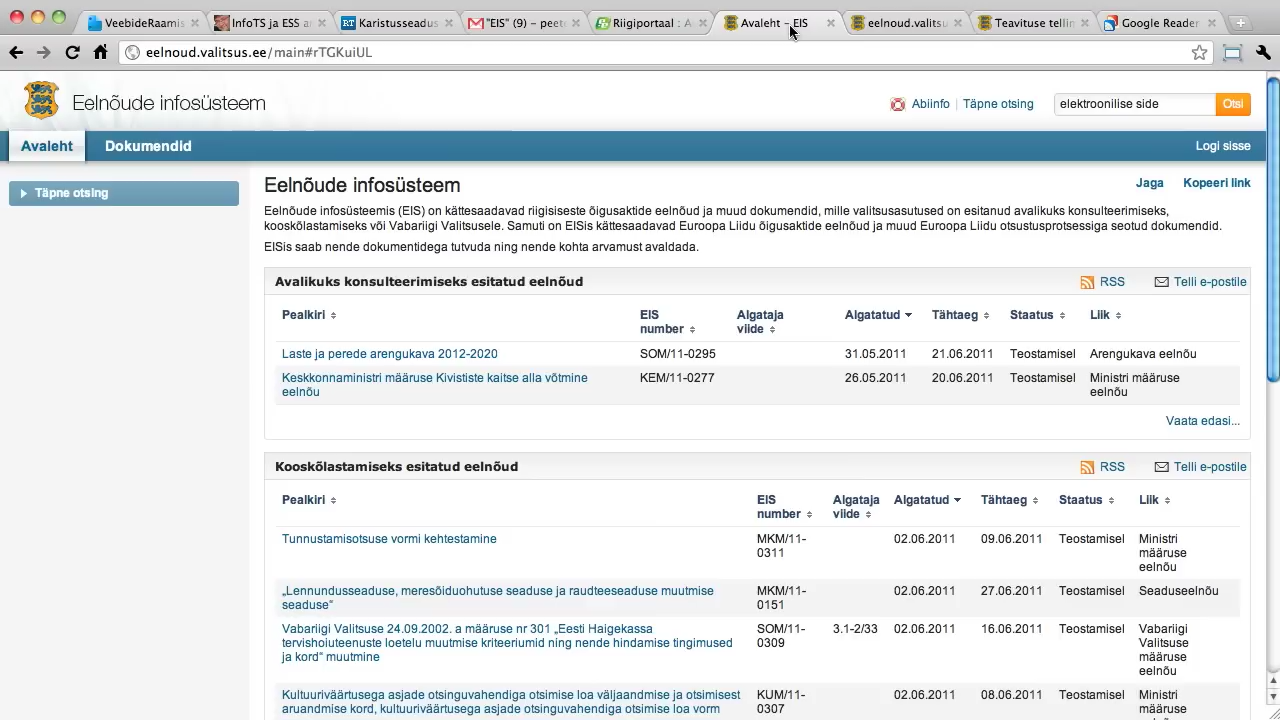 VeebideRaamis
InfoTS ja ESS ar
Karistusseadus
"EIS" (9) - peete
Riigiportaal : A
Avaleht - EIS
eelnoud.valitsu
Teavituse tellin
Google Reader
eelnoud.valitsus.ee/main#rTGKuiUL
Eelnõude infosüsteem
Abiinfo | Täpne otsing
elektroonilise side
Otsi
Avaleht
Dokumendid
Logi sisse
Täpne otsing
Eelnõude infosüsteem
Jaga
Kopeeri link
Eelnõude infosüsteemis (EIS) on kättesaadavad riigisiseste õigusaktide eelnõud ja muud dokumendid, mille valitsusasutused on esitanud avalikuks konsulteerimiseks,
kooskõlastamiseks või Vabariigi Valitsusele. Samuti on EISis kättesaadavad Euroopa Liidu õigusaktide eelnõud ja muud Euroopa Liidu otsustusprotsessiga seotud dokumendid.
EISis saab nende dokumentidega tutvuda ning nende kohta arvamust avaldada.
Avalikuks konsulteerimiseks esitatud eelnõud
RSS
Telli e-postile
Pealkiri EIS number Algataja viide Algatatud Tähtaeg Staatus Liik
Laste ja perede arengukava 2012-2020 SOM/11-0295 31.05.2011 21.06.2011 Teostamisel Arengukava eelnõu
Keskkonnaministri määruse Kivististe kaitse alla võtmine KEM/11-0277 26.05.2011 20.06.2011 Teostamisel Ministri määruse
eelnõu eelnõu
Vaata edasi...
Kooskõlastamiseks esitatud eelnõud
RSS
Telli e-postile
Pealkiri EIS number Algataja viide Algatatud Tähtaeg Staatus Liik
Tunnustamisotsuse vormi kehtestamine MKM/11- 02.06.2011 09.06.2011 Teostamisel Ministri
0311 määruse
eelnõu
„Lennundusseaduse, meresõiduohutuse seaduse ja raudteeseaduse muutmise MKM/11- 02.06.2011 27.06.2011 Teostamisel Seaduseelnõu
seaduse“ 0151
Vabariigi Valitsuse 24.09.2002. a määruse nr 301 „Eesti Haigekassa SOM/11- 3.1-2/33 02.06.2011 16.06.2011 Teostamisel Vabariigi
tervishoiuteenuste loetelu muutmise kriteeriumid ning nende hindamise tingimused 0309 Valitsuse
ja kord“ muutmine määruse
eelnõu
Kultuuriväärtusega asjade otsinguvahendiga otsimise loa väljaandmise ja otsimisest KUM/11- 02.06.2011 08.06.2011 Teostamisel Ministri
aruandmise kord, kultuuriväärtusega asjade otsinguvahendiga otsimise loa vorm 0307 määruse